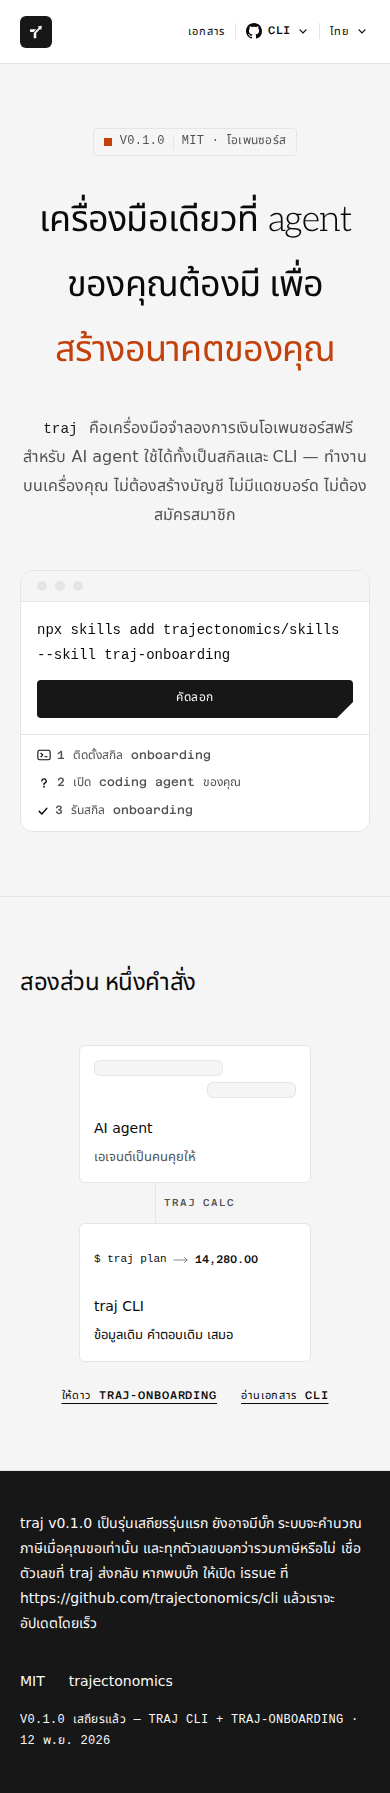 เอกสาร
CLI
ไทย
V0.1.0
MIT · โอเพนซอร์ส
เครื่องมือเดียวที่ agent
ของคุณต้องมี เพื่อ
สร้างอนาคตของคุณ
traj คือเครื่องมือจำลองการเงินโอเพนซอร์สฟรี
สำหรับ AI agent ใช้ได้ทั้งเป็นสกิลและ CLI — ทำงาน
บนเครื่องคุณ ไม่ต้องสร้างบัญชี ไม่มีแดชบอร์ด ไม่ต้อง
สมัครสมาชิก
npx skills add trajectonomics/skills
--skill traj-onboarding
คัดลอก
1 ติดตั้งสกิล onboarding
? 2 เปิด coding agent ของคุณ
3 รันสกิล onboarding
สองส่วน หนึ่งคำสั่ง
AI agent
เอเจนต์เป็นคนคุยให้
TRAJ CALC
$ traj plan ⟶ 14,280.00
traj CLI
ข้อมูลเดิม คำตอบเดิม เสมอ
ให้ดาว TRAJ-ONBOARDING
อ่านเอกสาร CLI
traj v0.1.0 เป็นรุ่นเสถียรรุ่นแรก ยังอาจมีบั๊ก ระบบจะคำนวณ
ภาษีเมื่อคุณขอเท่านั้น และทุกตัวเลขบอกว่ารวมภาษีหรือไม่ เชื่อ
ตัวเลขที่ traj ส่งกลับ หากพบบั๊ก ให้เปิด issue ที่
https://github.com/trajectonomics/cli แล้วเราจะ
อัปเดตโดยเร็ว
MIT
trajectonomics
V0.1.0 เสถียรแล้ว — TRAJ CLI + TRAJ-ONBOARDING ·
12 พ.ย. 2026